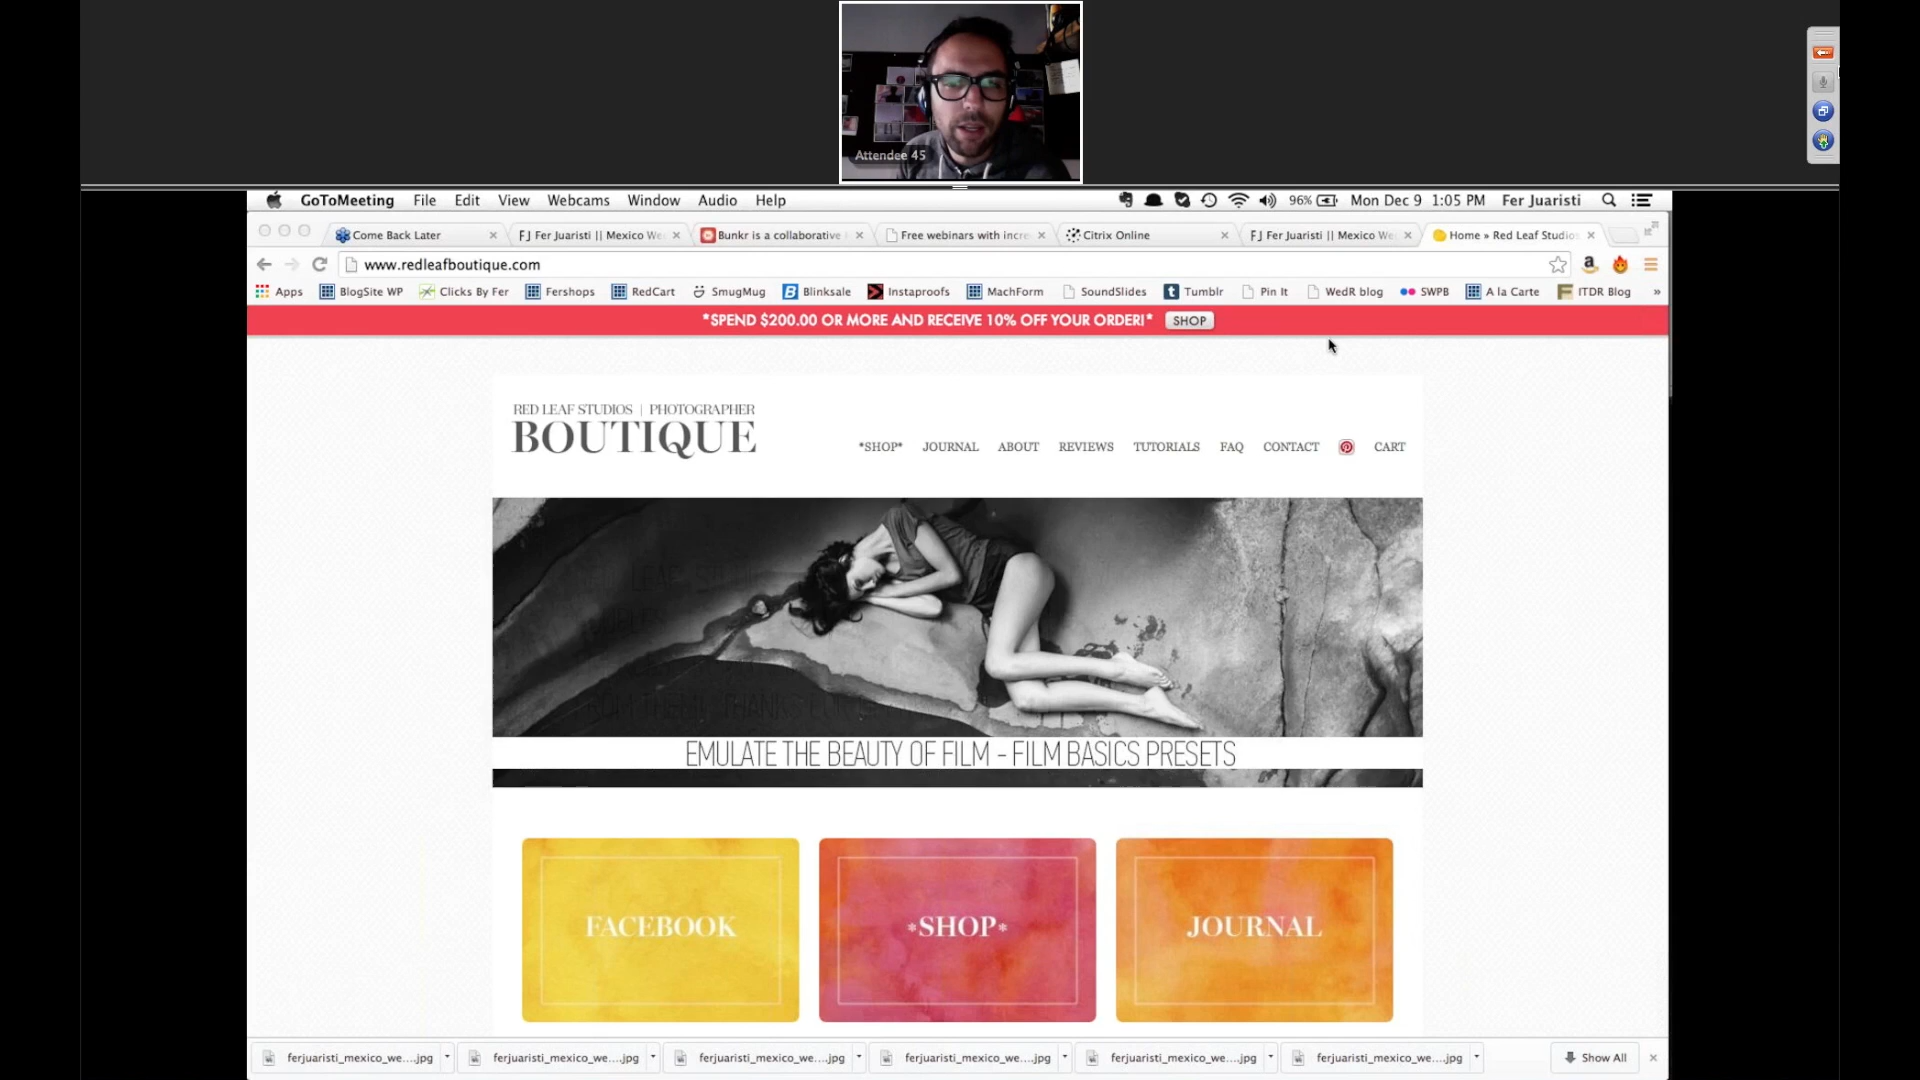 Attendee 45
GoToMeeting File Edit View Webcams Window Audio Help 96% Mon Dec 9 1:05 PM Fer Juaristi
Come Back Later FJ Fer Juaristi || Mexico We Bunkr is a collaborative Free webinars with incre Citrix Online FJ Fer Juaristi || Mexico We Home » Red Leaf Studio
www.redleafboutique.com
Apps BlogSite WP Clicks By Fer Fershops RedCart SmugMug Blinksale Instaproofs MachForm SoundSlides Tumblr Pin It WedR blog SWPB A la Carte ITDR Blog »
*SPEND $200.00 OR MORE AND RECEIVE 10% OFF YOUR ORDER!* SHOP
RED LEAF STUDIOS | PHOTOGRAPHER
BOUTIQUE
*SHOP* JOURNAL ABOUT REVIEWS TUTORIALS FAQ CONTACT CART
EMULATE THE BEAUTY OF FILM - FILM BASICS PRESETS
FACEBOOK *SHOP* JOURNAL
ferjuaristi_mexico_we....jpg ferjuaristi_mexico_we....jpg ferjuaristi_mexico_we....jpg ferjuaristi_mexico_we....jpg ferjuaristi_mexico_we....jpg ferjuaristi_mexico_we....jpg Show All